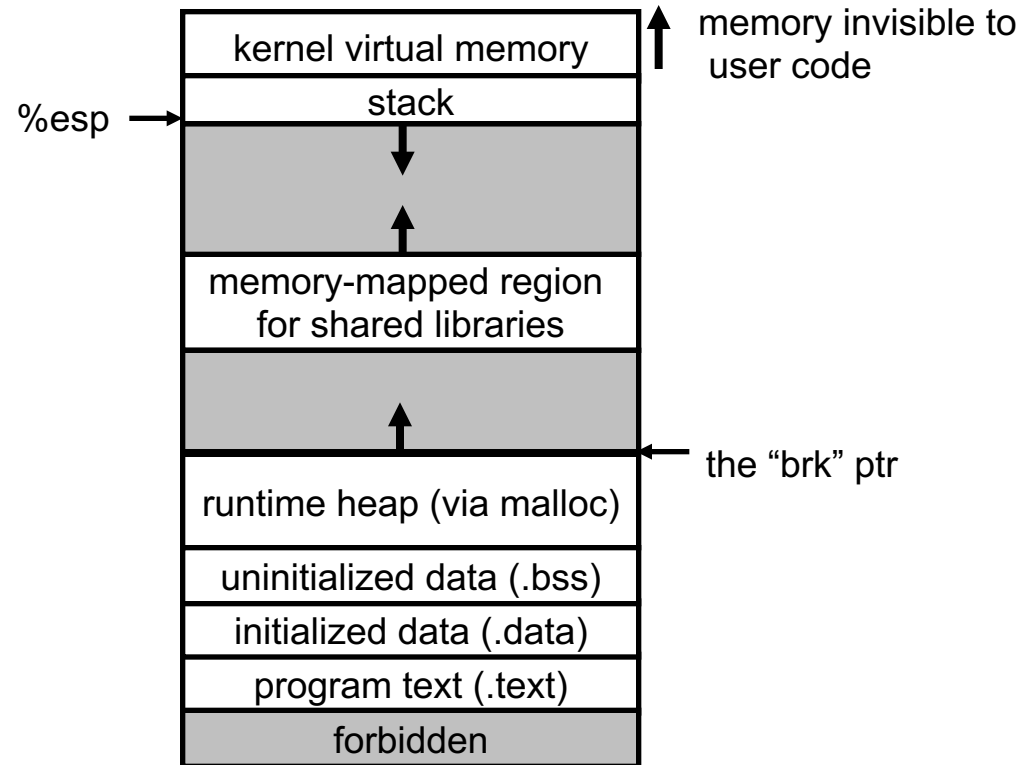 kernel virtual memory
memory invisible to
user code
stack
%esp
memory-mapped region
for shared libraries
the “brk” ptr
runtime heap (via malloc)
uninitialized data (.bss)
initialized data (.data)
program text (.text)
forbidden